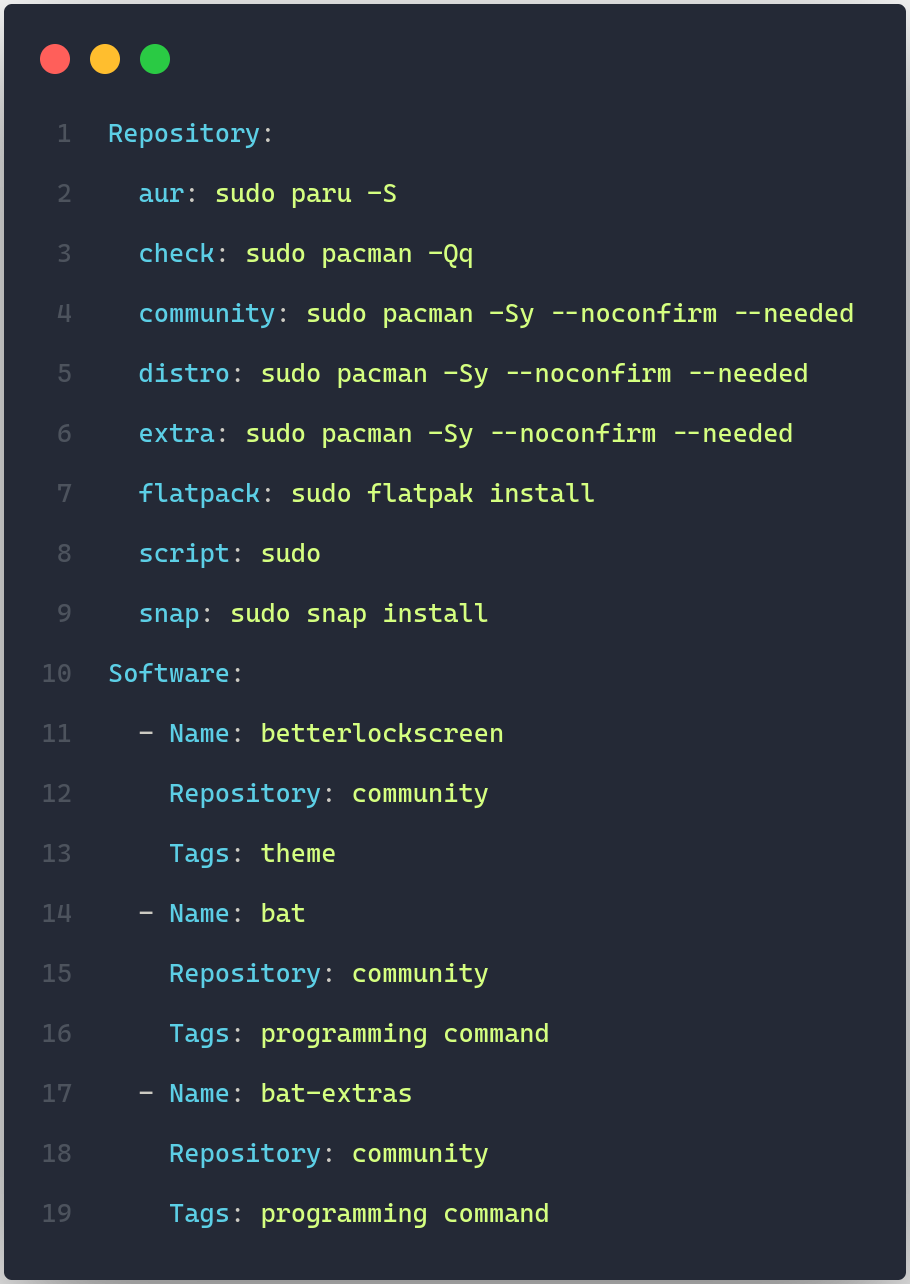 1 Repository:
2   aur: sudo paru -S
3   check: sudo pacman -Qq
4   community: sudo pacman -Sy --noconfirm --needed
5   distro: sudo pacman -Sy --noconfirm --needed
6   extra: sudo pacman -Sy --noconfirm --needed
7   flatpack: sudo flatpak install
8   script: sudo
9   snap: sudo snap install
10 Software:
11   - Name: betterlockscreen
12     Repository: community
13     Tags: theme
14   - Name: bat
15     Repository: community
16     Tags: programming command
17   - Name: bat-extras
18     Repository: community
19     Tags: programming command